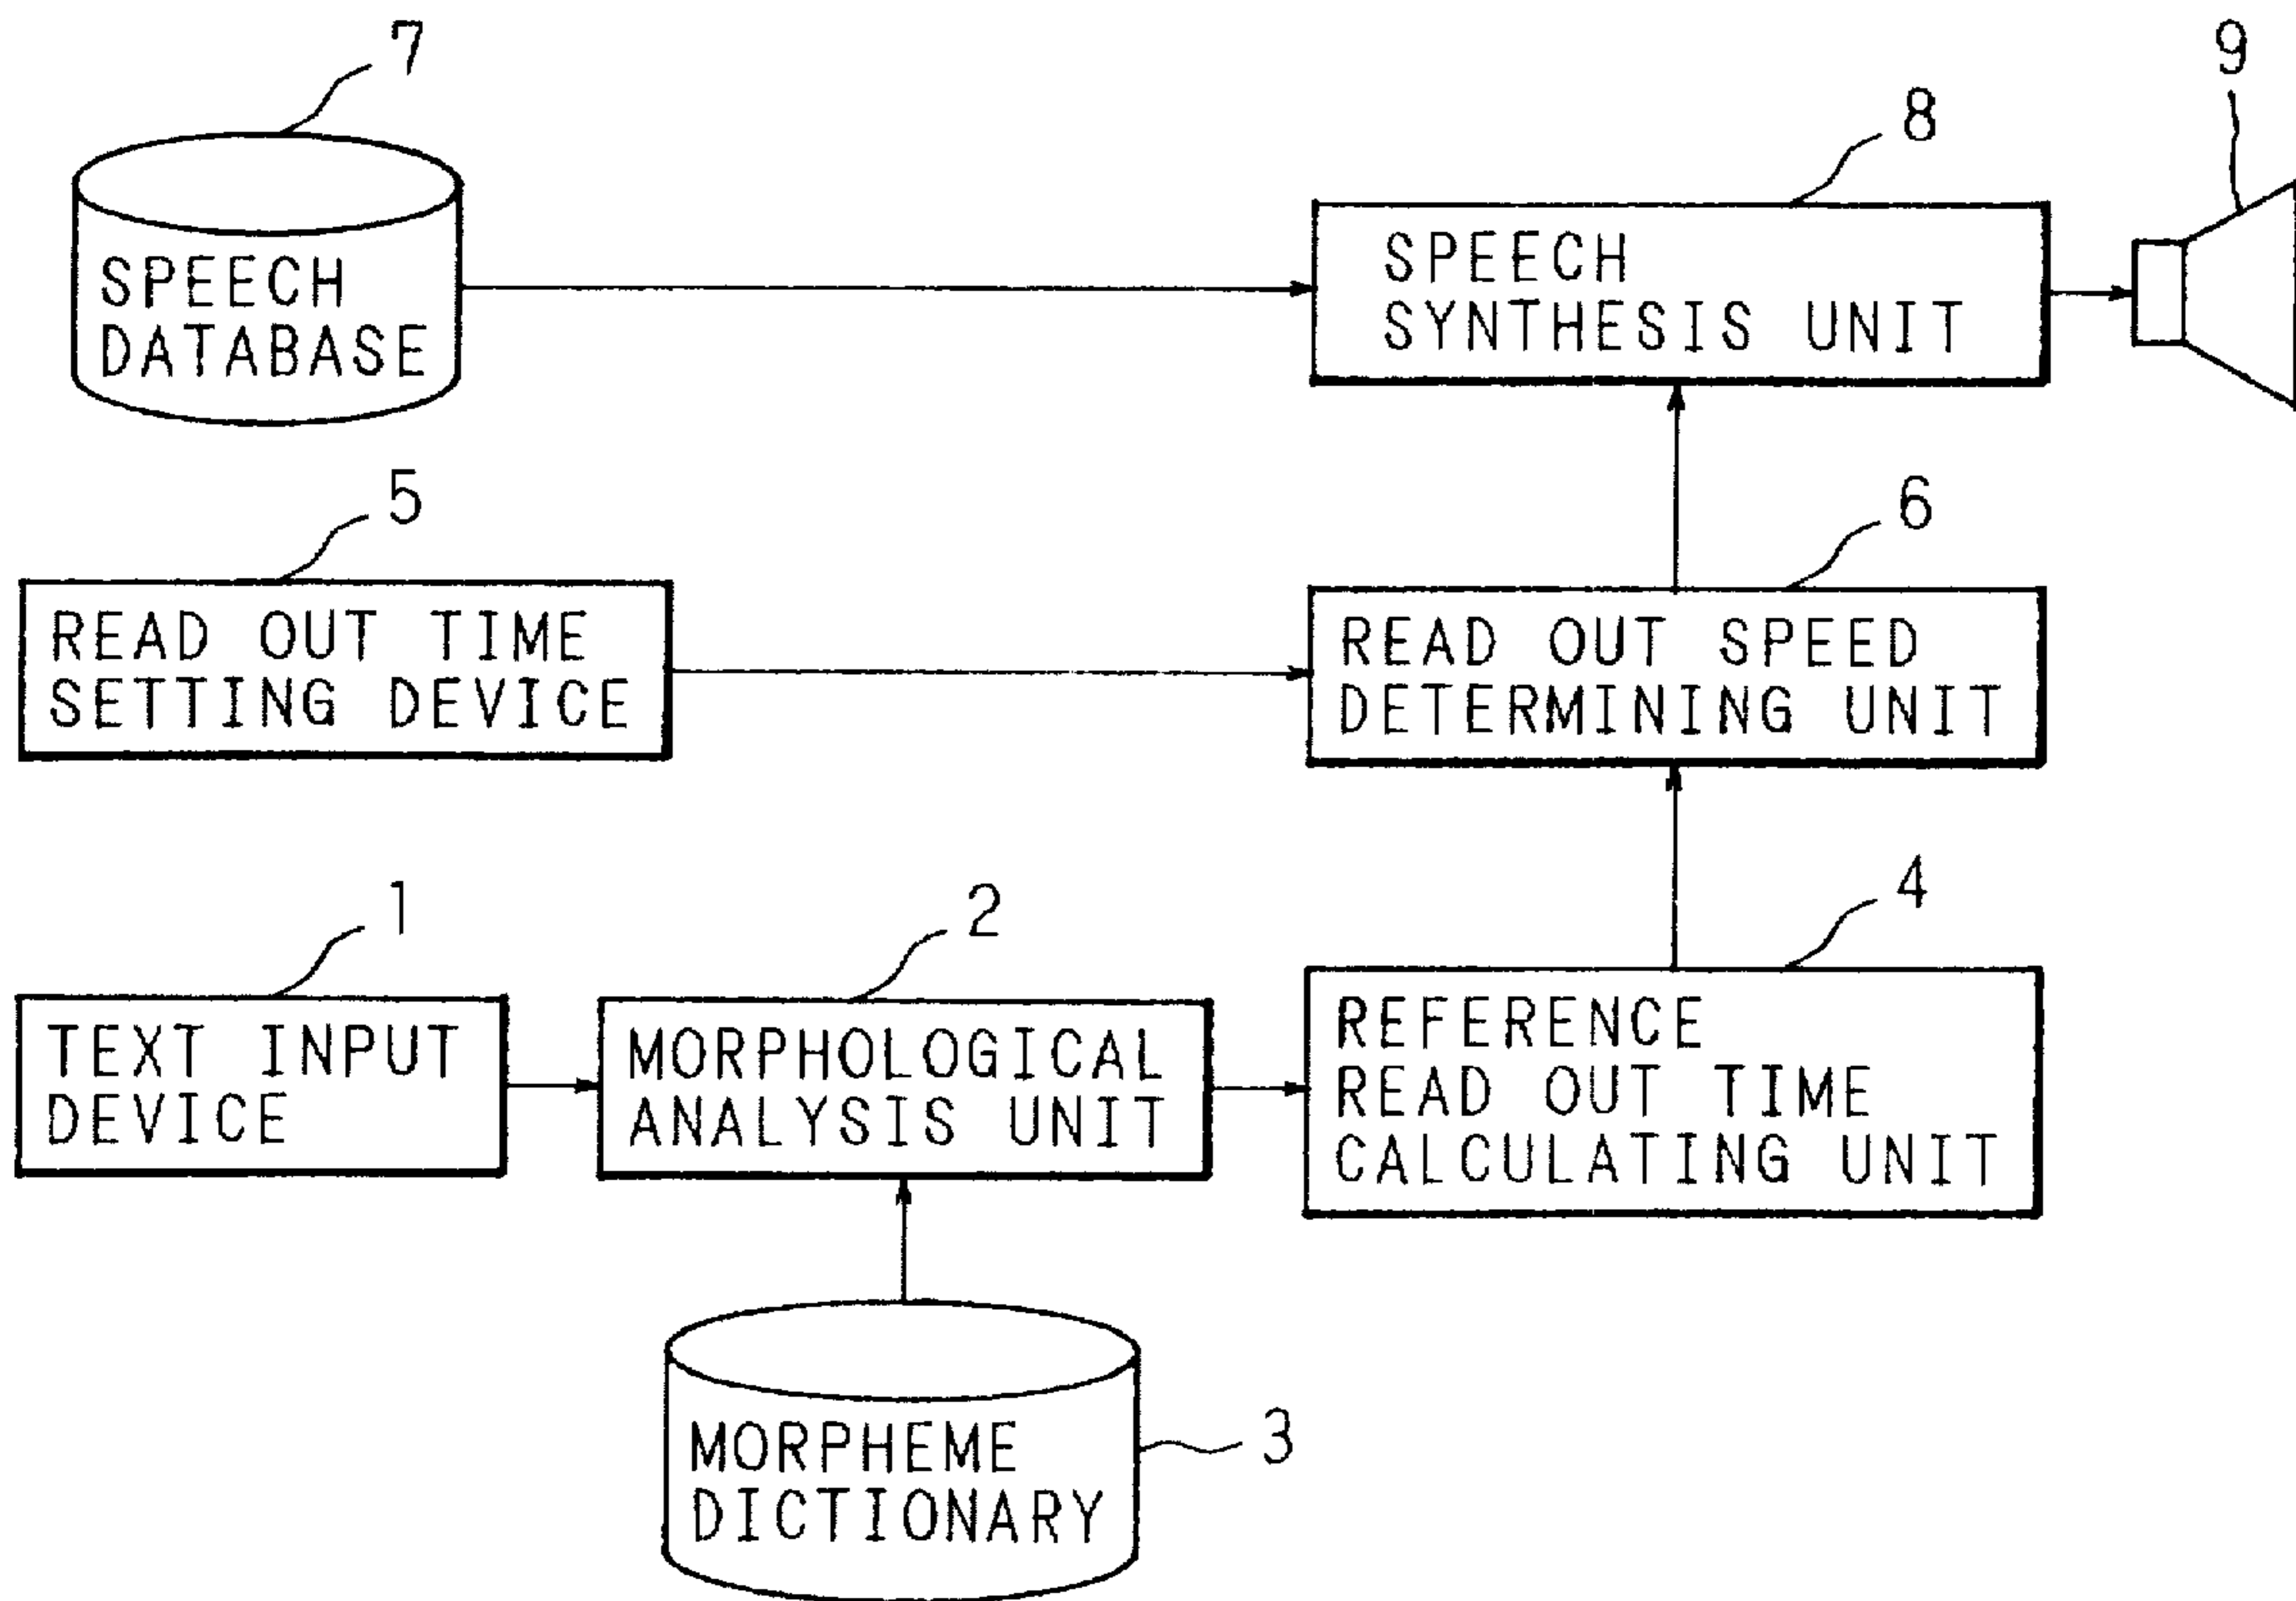 7
SPEECH
DATABASE
8
SPEECH
SYNTHESIS UNIT
9
5
READ OUT TIME
SETTING DEVICE
6
READ OUT SPEED
DETERMINING UNIT
1
TEXT INPUT
DEVICE
2
MORPHOLOGICAL
ANALYSIS UNIT
4
REFERENCE
READ OUT TIME
CALCULATING UNIT
MORPHEME
DICTIONARY
3